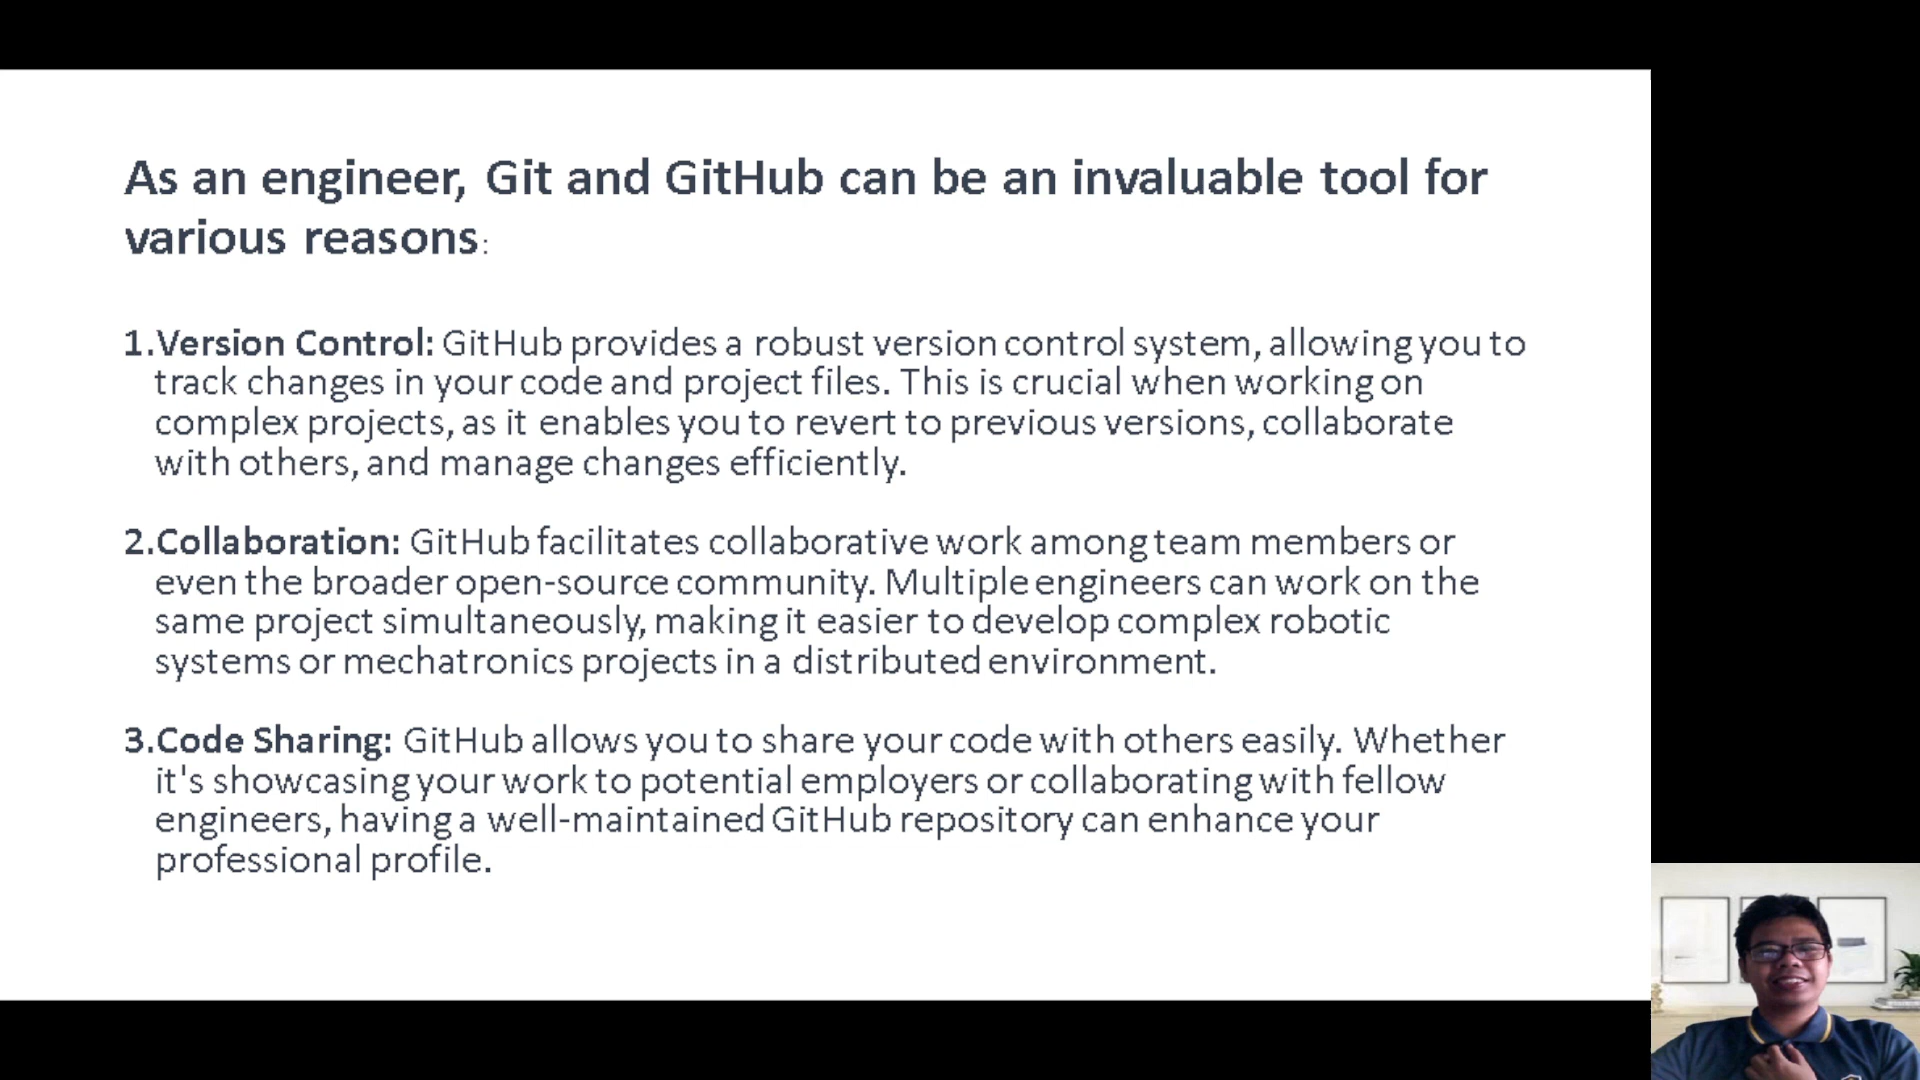 As an engineer, Git and GitHub can be an invaluable tool for
various reasons:
1.Version Control: GitHub provides a robust version control system, allowing you to
track changes in your code and project files. This is crucial when working on
complex projects, as it enables you to revert to previous versions, collaborate
with others, and manage changes efficiently.
2.Collaboration: GitHub facilitates collaborative work among team members or
even the broader open-source community. Multiple engineers can work on the
same project simultaneously, making it easier to develop complex robotic
systems or mechatronics projects in a distributed environment.
3.Code Sharing: GitHub allows you to share your code with others easily. Whether
it's showcasing your work to potential employers or collaborating with fellow
engineers, having a well-maintained GitHub repository can enhance your
professional profile.